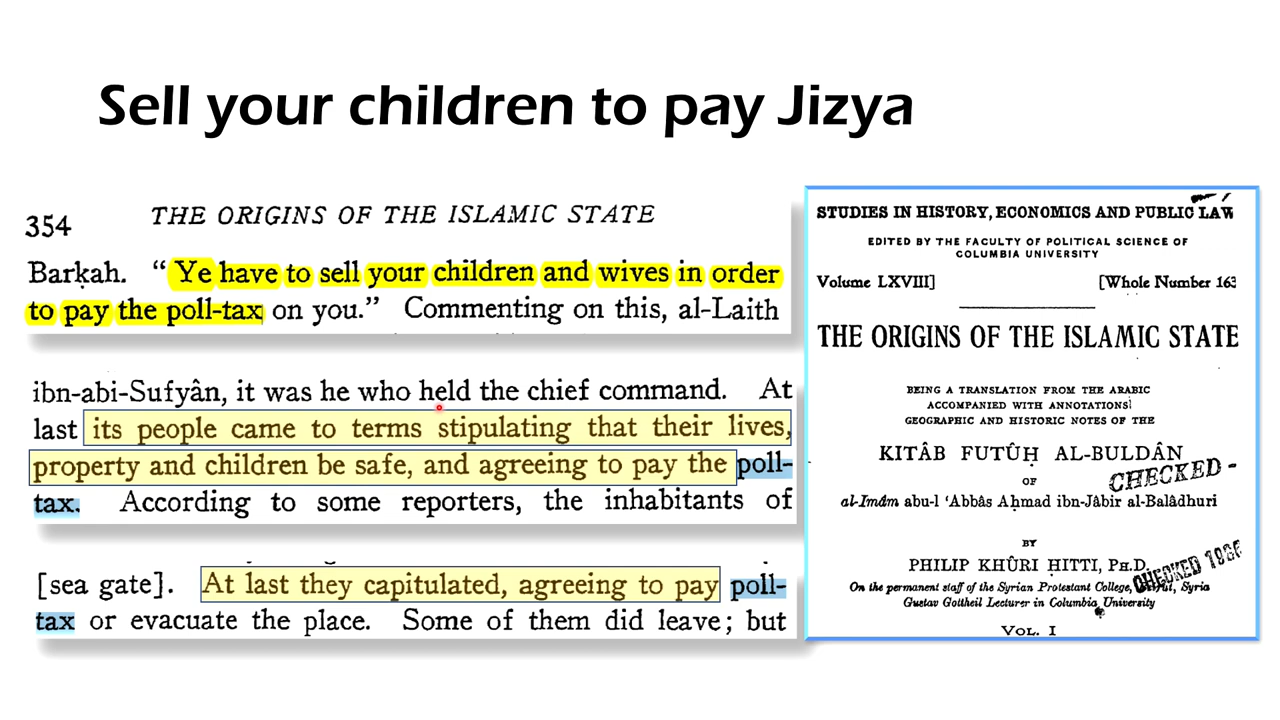 Sell your children to pay Jizya
354 THE ORIGINS OF THE ISLAMIC STATE
Barḳah. “Ye have to sell your children and wives in order
to pay the poll-tax on you.” Commenting on this, al-Laith
ibn-abi-Sufyân, it was he who held the chief command. At
last its people came to terms stipulating that their lives,
property and children be safe, and agreeing to pay the poll-
tax. According to some reporters, the inhabitants of
[sea gate]. At last they capitulated, agreeing to pay poll-
tax or evacuate the place. Some of them did leave; but
STUDIES IN HISTORY, ECONOMICS AND PUBLIC LAW
EDITED BY THE FACULTY OF POLITICAL SCIENCE OF
COLUMBIA UNIVERSITY
Volume LXVIII] [Whole Number 163
THE ORIGINS OF THE ISLAMIC STATE
BEING A TRANSLATION FROM THE ARABIC
ACCOMPANIED WITH ANNOTATIONS
GEOGRAPHIC AND HISTORIC NOTES OF THE
KITÂB FUTÛḤ AL-BULDÂN
CHECKED -
OF
al-Imâm abu-l ‘Abbâs Aḥmad ibn-Jâbir al-Balâdhuri
BY
PHILIP KHÛRI ḤITTI, PH.D.
CHECKED
On the permanent staff of the Syrian Protestant College, Syria
Gustav Gottheil Lecturer in Columbia University
VOL. I